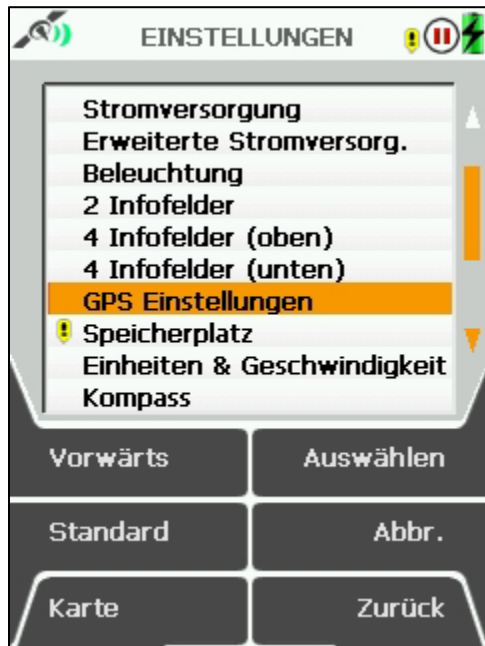 EINSTELLUNGEN
Stromversorgung
Erweiterte Stromversorg.
Beleuchtung
2 Infofelder
4 Infofelder (oben)
4 Infofelder (unten)
GPS Einstellungen
Speicherplatz
Einheiten & Geschwindigkeit
Kompass
Vorwärts Auswählen
Standard Abbr.
Karte Zurück